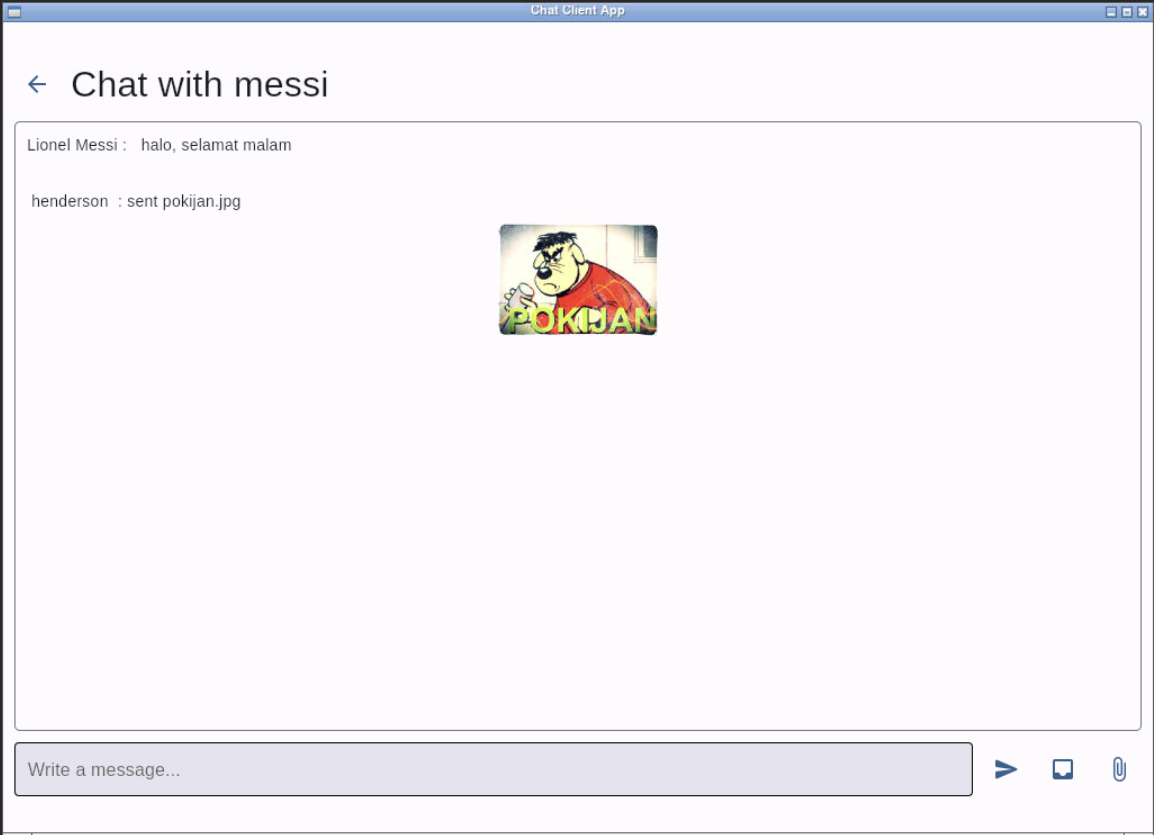 Chat Client App
Chat with messi
Lionel Messi :   halo, selamat malam
henderson  : sent pokijan.jpg
POKIJAN
Write a message...